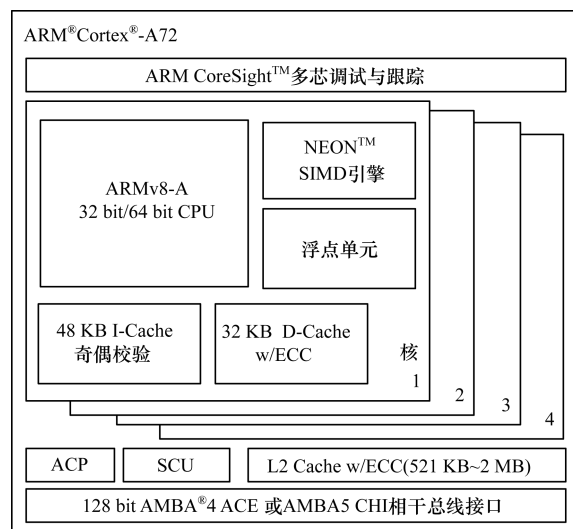 ARM®Cortex®-A72
ARM CoreSight™多芯调试与跟踪
ARMv8-A
32 bit/64 bit CPU
NEON™
SIMD引擎
浮点单元
48 KB I-Cache
奇偶校验
32 KB D-Cache
w/ECC
核
1
2
3
4
ACP
SCU
L2 Cache w/ECC(521 KB~2 MB)
128 bit AMBA®4 ACE 或AMBA5 CHI相干总线接口